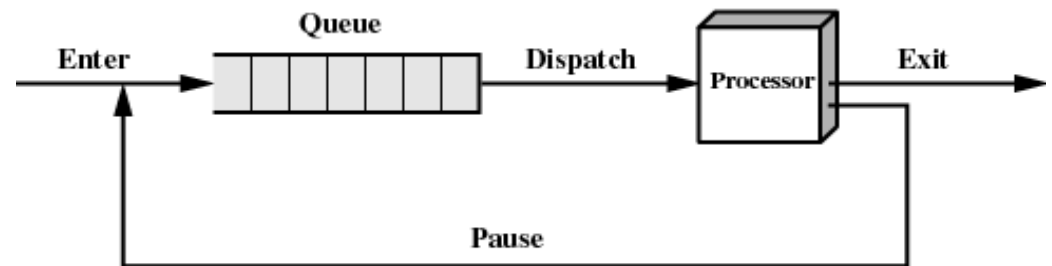 Queue
Enter
Dispatch
Processor
Exit
Pause